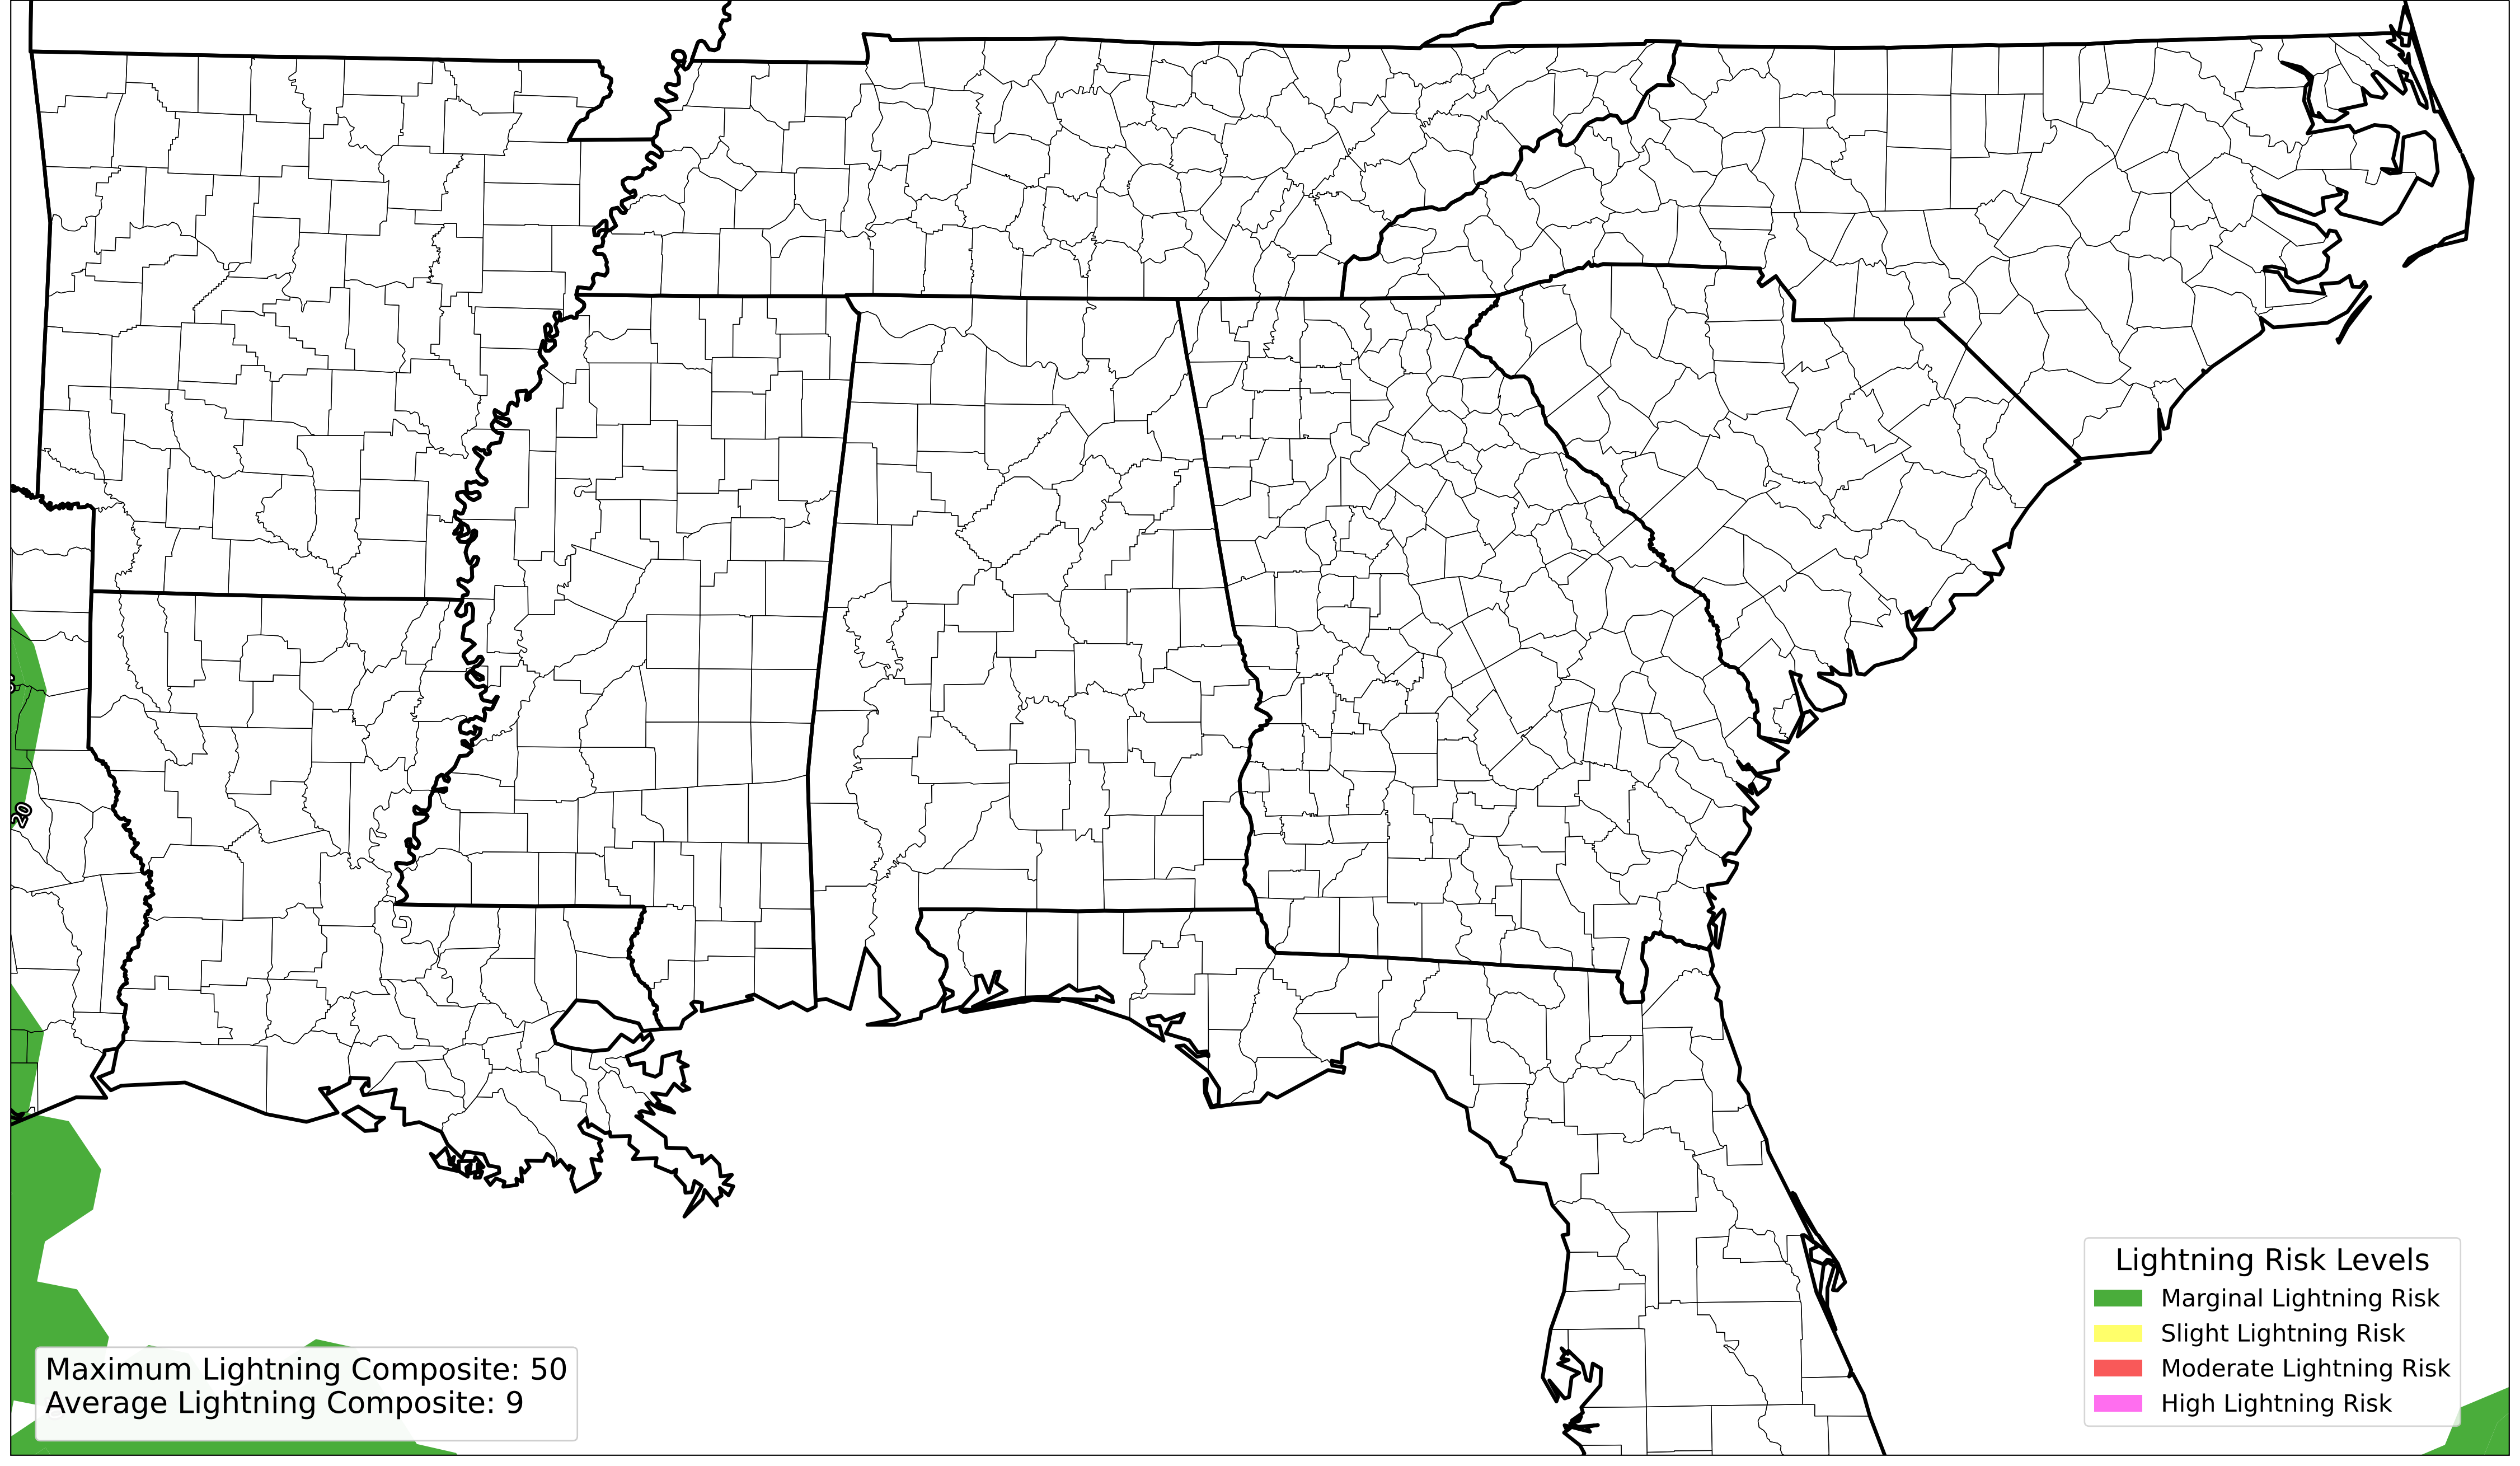 20
Maximum Lightning Composite: 50
Average Lightning Composite: 9
Lightning Risk Levels
Marginal Lightning Risk
Slight Lightning Risk
Moderate Lightning Risk
High Lightning Risk